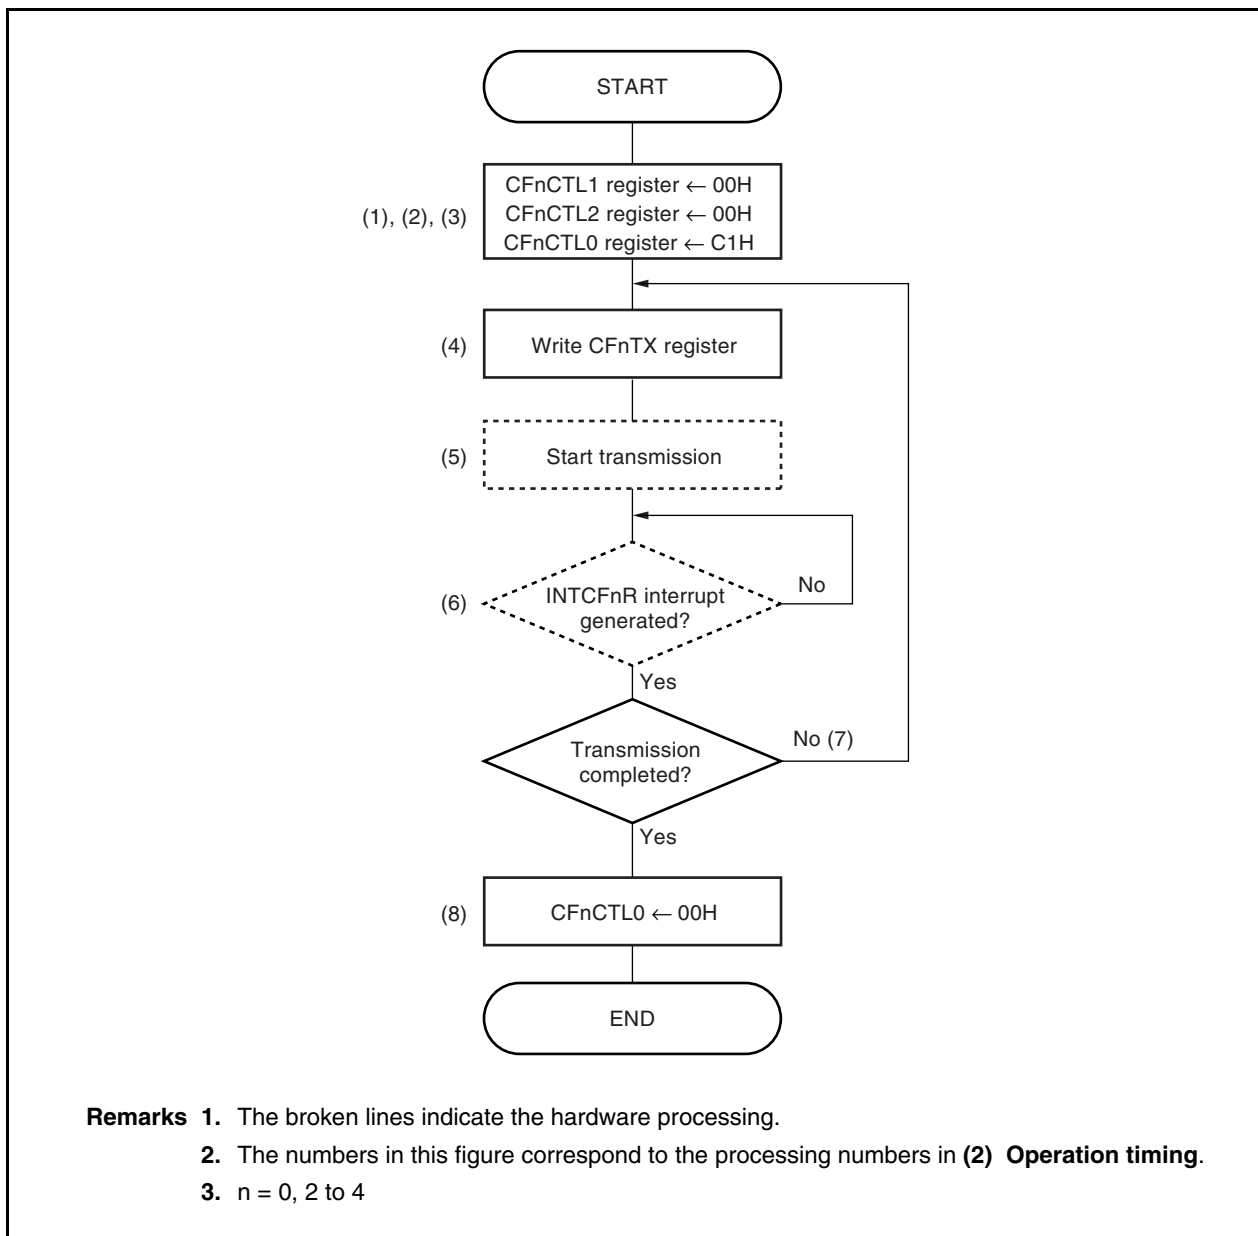 START
(1), (2), (3)
CFnCTL1 register ← 00H
CFnCTL2 register ← 00H
CFnCTL0 register ← C1H
(4)
Write CFnTX register
(5)
Start transmission
(6)
INTCFnR interrupt
generated?
No
Yes
Transmission
completed?
No (7)
Yes
(8)
CFnCTL0 ← 00H
END
Remarks 1. The broken lines indicate the hardware processing.
2. The numbers in this figure correspond to the processing numbers in (2) Operation timing.
3. n = 0, 2 to 4